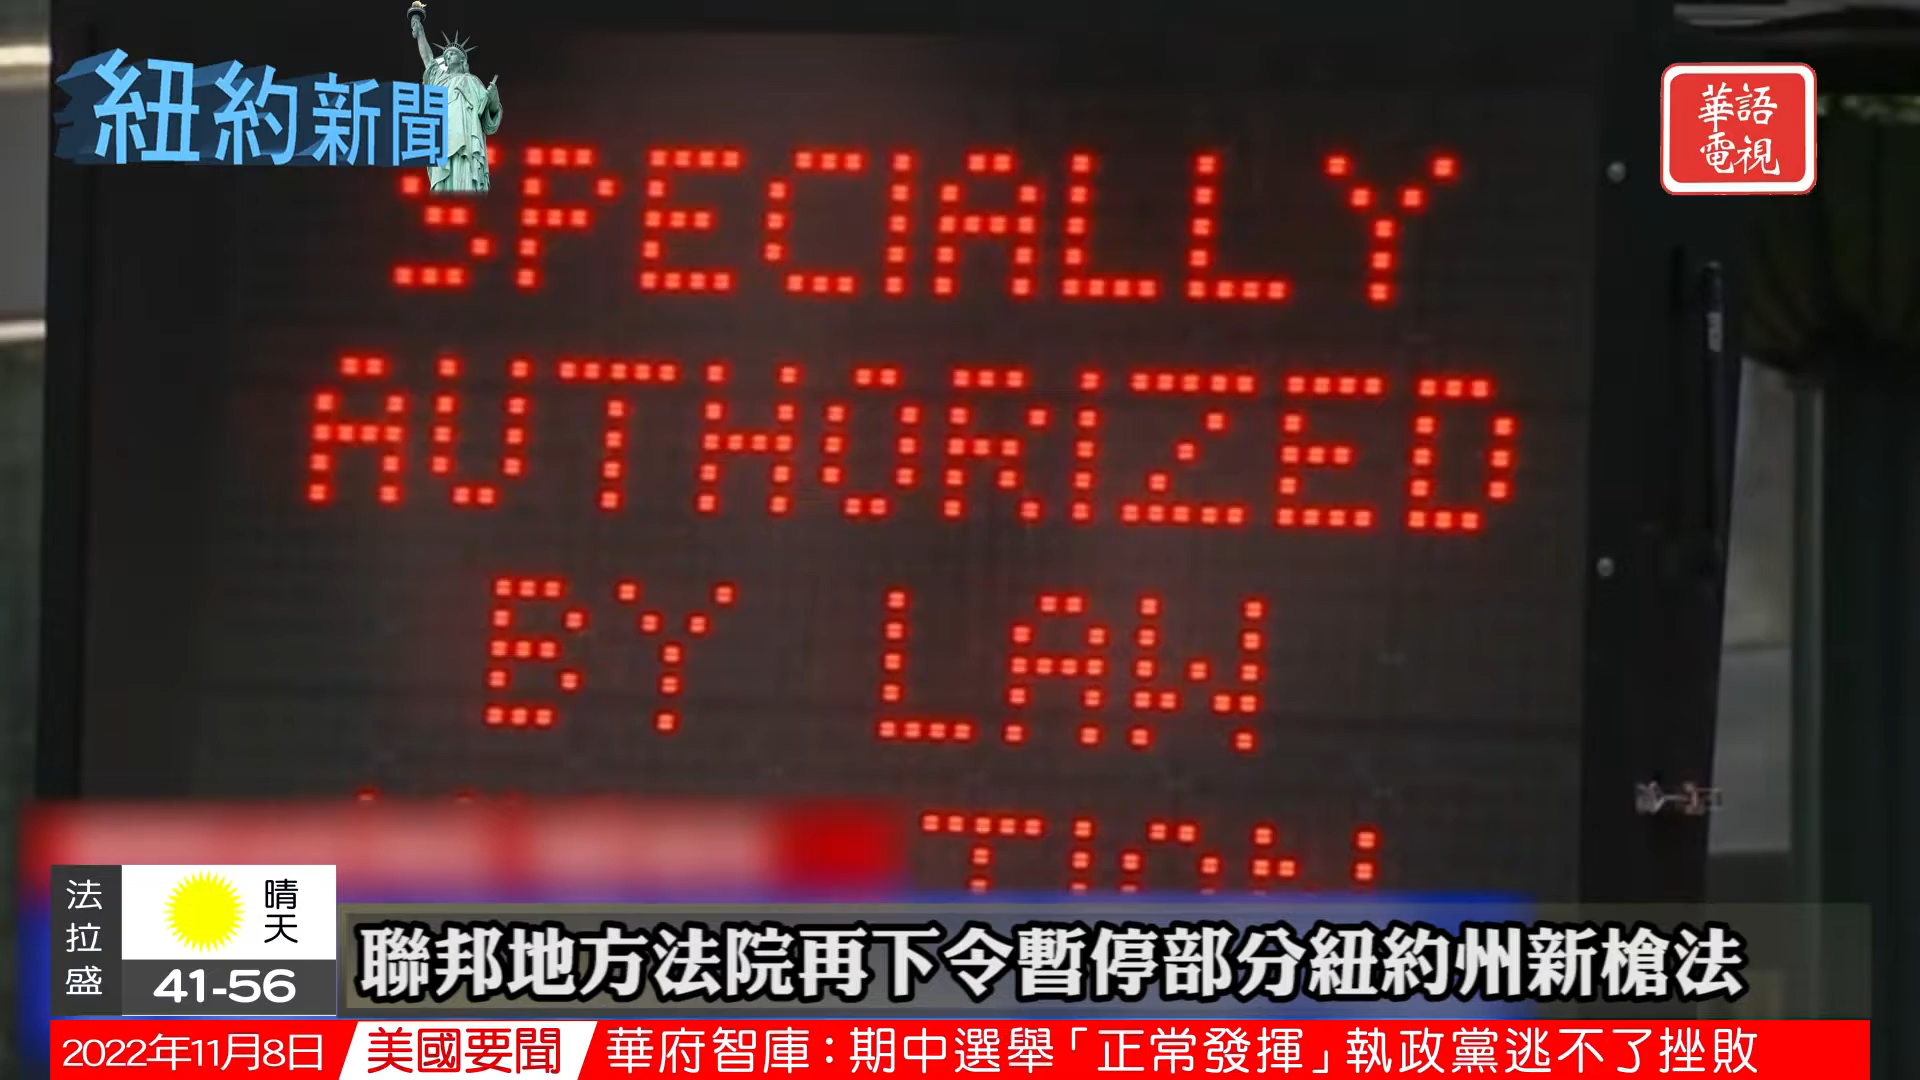 紐約新聞
華語
電視
SPECIALLY
AUTHORIZED
BY LAW
TION
法拉盛
晴天
41-56
聯邦地方法院再下令暫停部分紐約州新槍法
2022年11月8日
美國要聞
華府智庫：期中選舉「正常發揮」執政黨逃不了挫敗